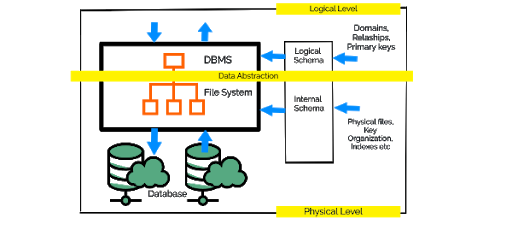 Logical Level
Domains,
Relaships,
Primary keys
DBMS
Logical
Schema
Data Abstraction
File System
Internal
Schema
Physical files,
Key
Organization,
Indexes etc
Database
Physical Level